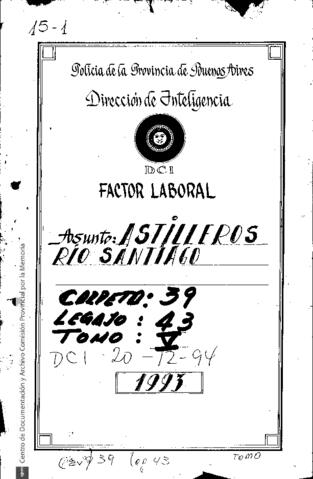 15-1
Policía de la Provincia de Buenos Aires
Dirección de Inteligencia
DCI
FACTOR LABORAL
Asunto: ASTILLEROS
RIO SANTIAGO
CARPETA: 39
LEGAJO: 43
TOMO: V
DCI 20-12-94
1993
39 leg 43
TOMO
Centro de Documentación y Archivo Comisión Provincial por la Memoria